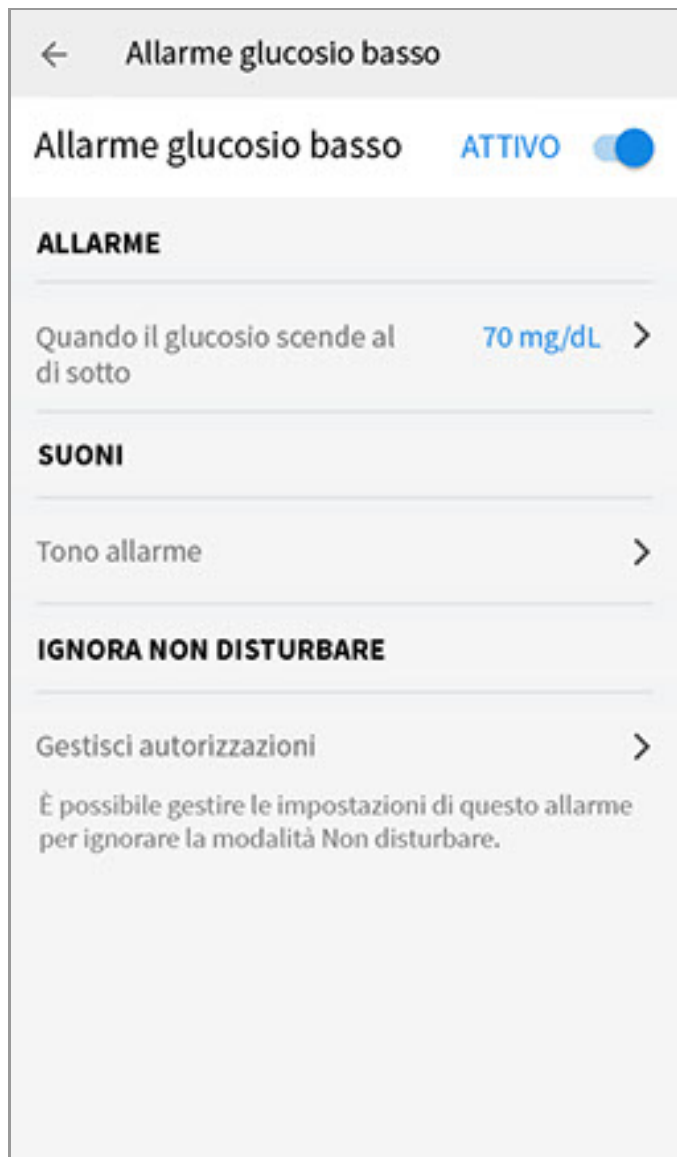 Allarme glucosio basso
Allarme glucosio basso ATTIVO
ALLARME
Quando il glucosio scende al 70 mg/dL
di sotto
SUONI
Tono allarme
IGNORA NON DISTURBARE
Gestisci autorizzazioni
È possibile gestire le impostazioni di questo allarme
per ignorare la modalità Non disturbare.